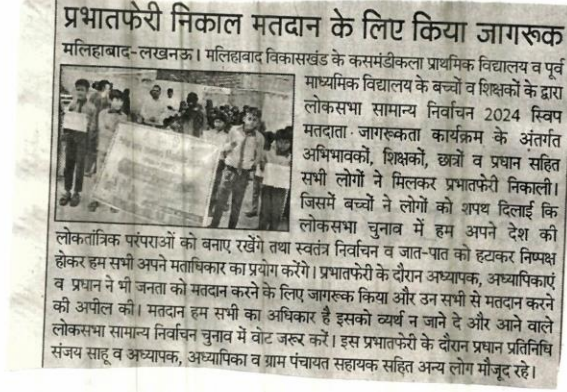 प्रभातफेरी निकाल मतदान के लिए किया जागरूक
मलिहाबाद-लखनऊ। मलिहावाद विकासखंड के कसमंडीकला प्राथमिक विद्यालय व पूर्व
माध्यमिक विद्यालय के बच्चों व शिक्षकों के द्वारा
लोकसभा सामान्य निर्वाचन 2024 स्विप
मतदाता जागरूकता कार्यक्रम के अंतर्गत
अभिभावकों, शिक्षकों, छात्रों व प्रधान सहित
सभी लोगों ने मिलकर प्रभातफेरी निकाली।
जिसमें बच्चों ने लोगों को शपथ दिलाई कि
लोकसभा चुनाव में हम अपने देश की
लोकतांत्रिक परंपराओं को बनाए रखेंगे तथा स्वतंत्र निर्वाचन व जात-पात को हटाकर निष्पक्ष
होकर हम सभी अपने मताधिकार का प्रयोग करेंगे। प्रभातफेरी के दौरान अध्यापक, अध्यापिकाएं
व प्रधान ने भी जनता को मतदान करने के लिए जागरूक किया और उन सभी से मतदान करने
की अपील की। मतदान हम सभी का अधिकार है इसको व्यर्थ न जाने दे और आने वाले
लोकसभा सामान्य निर्वाचन चुनाव में वोट जरूर करें। इस प्रभातफेरी के दौरान प्रधान प्रतिनिधि
संजय साहू व अध्यापक, अध्यापिका व ग्राम पंचायत सहायक सहित अन्य लोग मौजूद रहे।